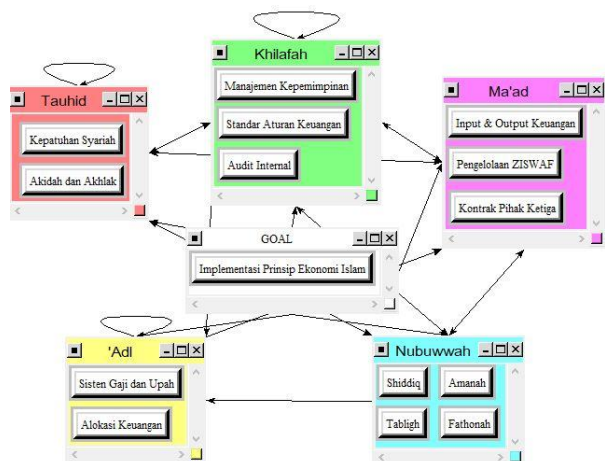 Khilafah
Manajemen Kepemimpinan
Standar Aturan Keuangan
Audit Internal
Tauhid
Kepatuhan Syariah
Akidah dan Akhlak
Ma'ad
Input & Output Keuangan
Pengelolaan ZISWAF
Kontrak Pihak Ketiga
GOAL
Implementasi Prinsip Ekonomi Islam
'Adl
Sisten Gaji dan Upah
Alokasi Keuangan
Nubuwwah
Shiddiq Amanah
Tabligh Fathonah